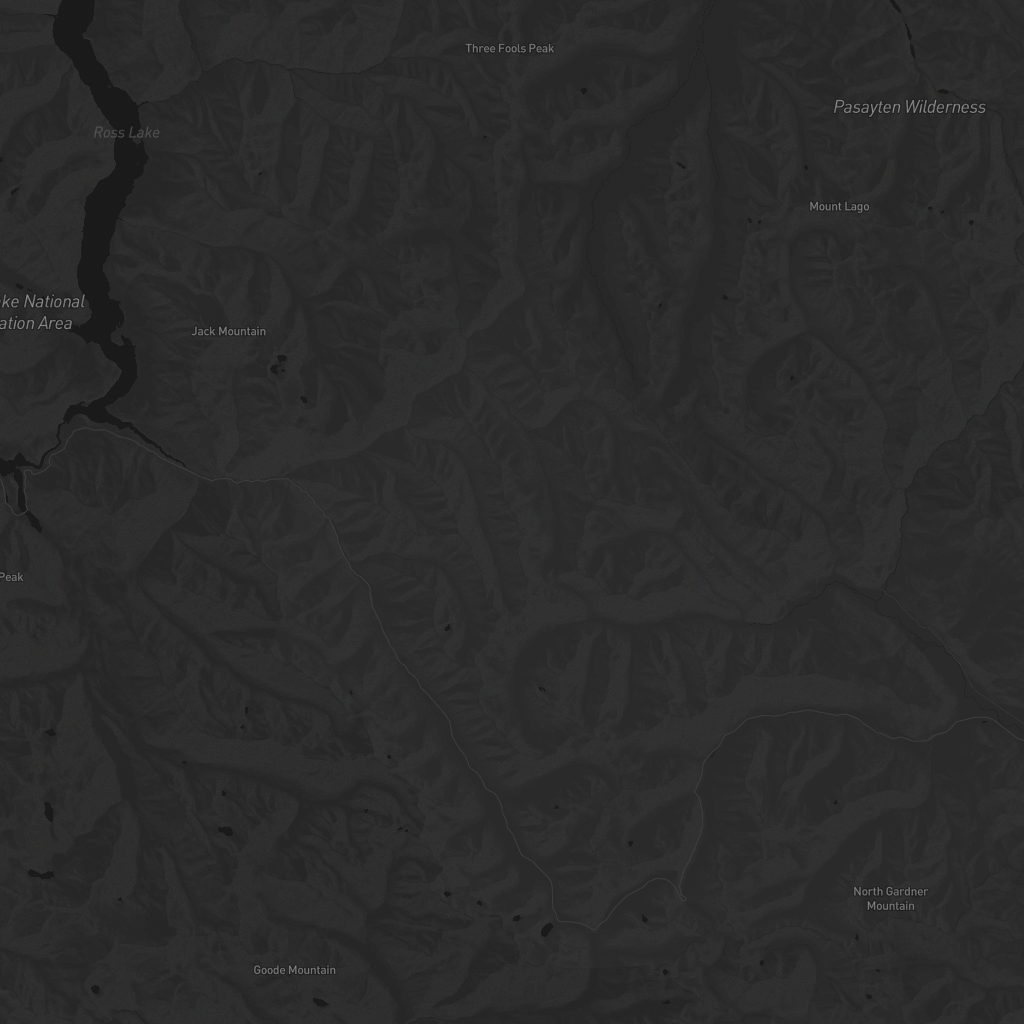 Three Fools Peak
Pasayten Wilderness
Ross Lake
Mount Lago
ke National
ation Area
Jack Mountain
Peak
North Gardner
Mountain
Goode Mountain